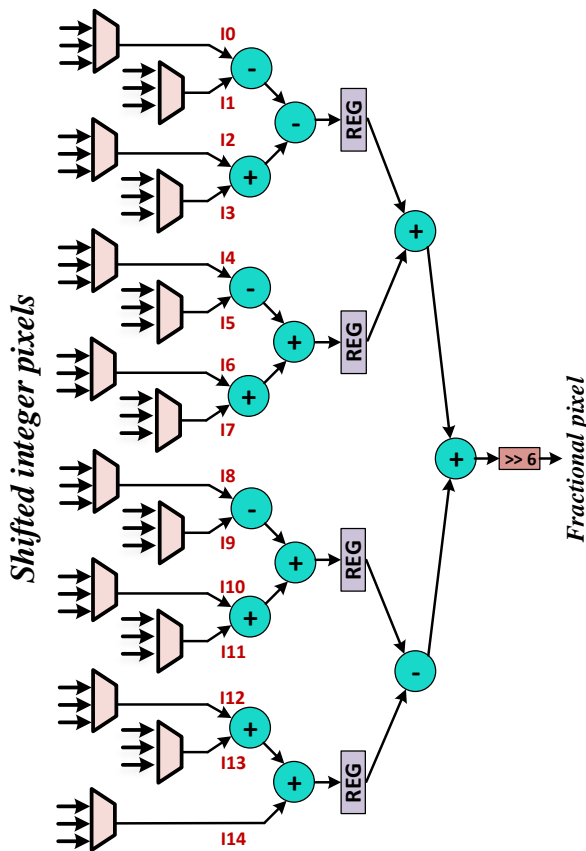 Shifted integer pixels
I0
-
I1
-
REG
I2
+
I3
+
I4
-
I5
+
REG
I6
+
I7
+
>> 6
Fractional pixel
I8
-
I9
+
REG
I10
+
I11
-
I12
+
I13
+
REG
I14